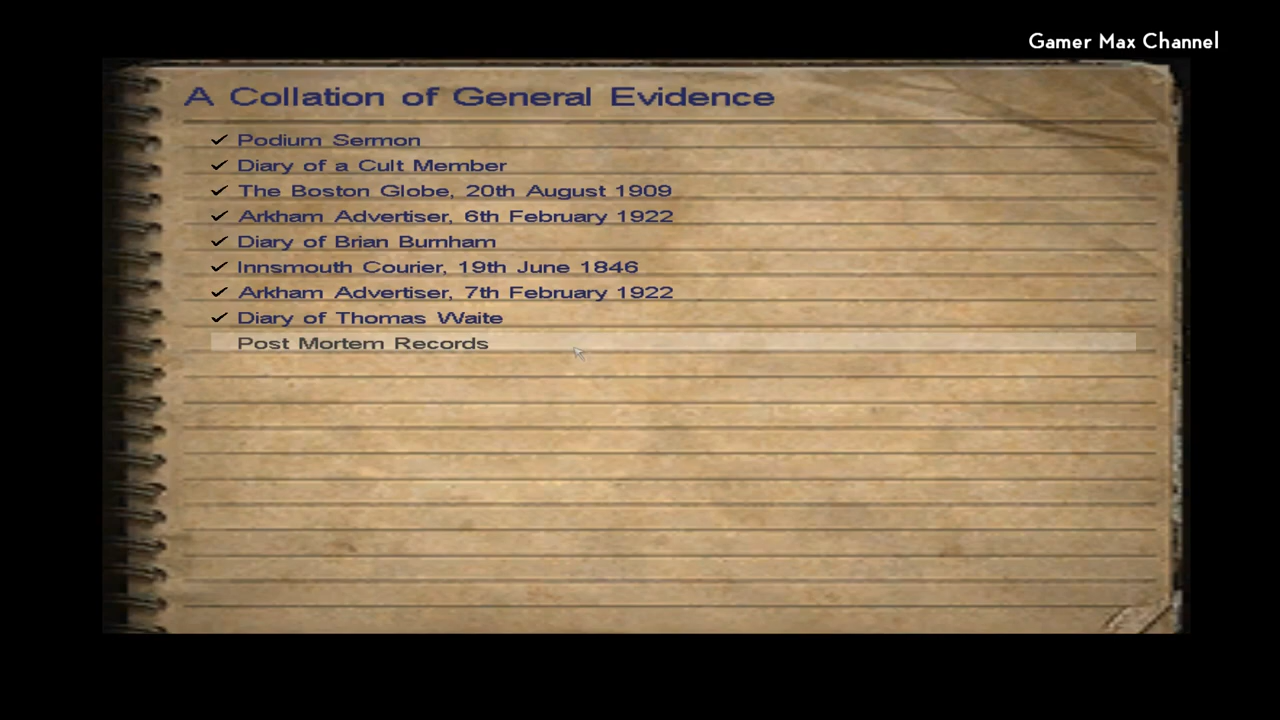 Gamer Max Channel
A Collation of General Evidence
✓ Podium Sermon
✓ Diary of a Cult Member
✓ The Boston Globe, 20th August 1909
✓ Arkham Advertiser, 6th February 1922
✓ Diary of Brian Burnham
✓ Innsmouth Courier, 19th June 1846
✓ Arkham Advertiser, 7th February 1922
✓ Diary of Thomas Waite
Post Mortem Records